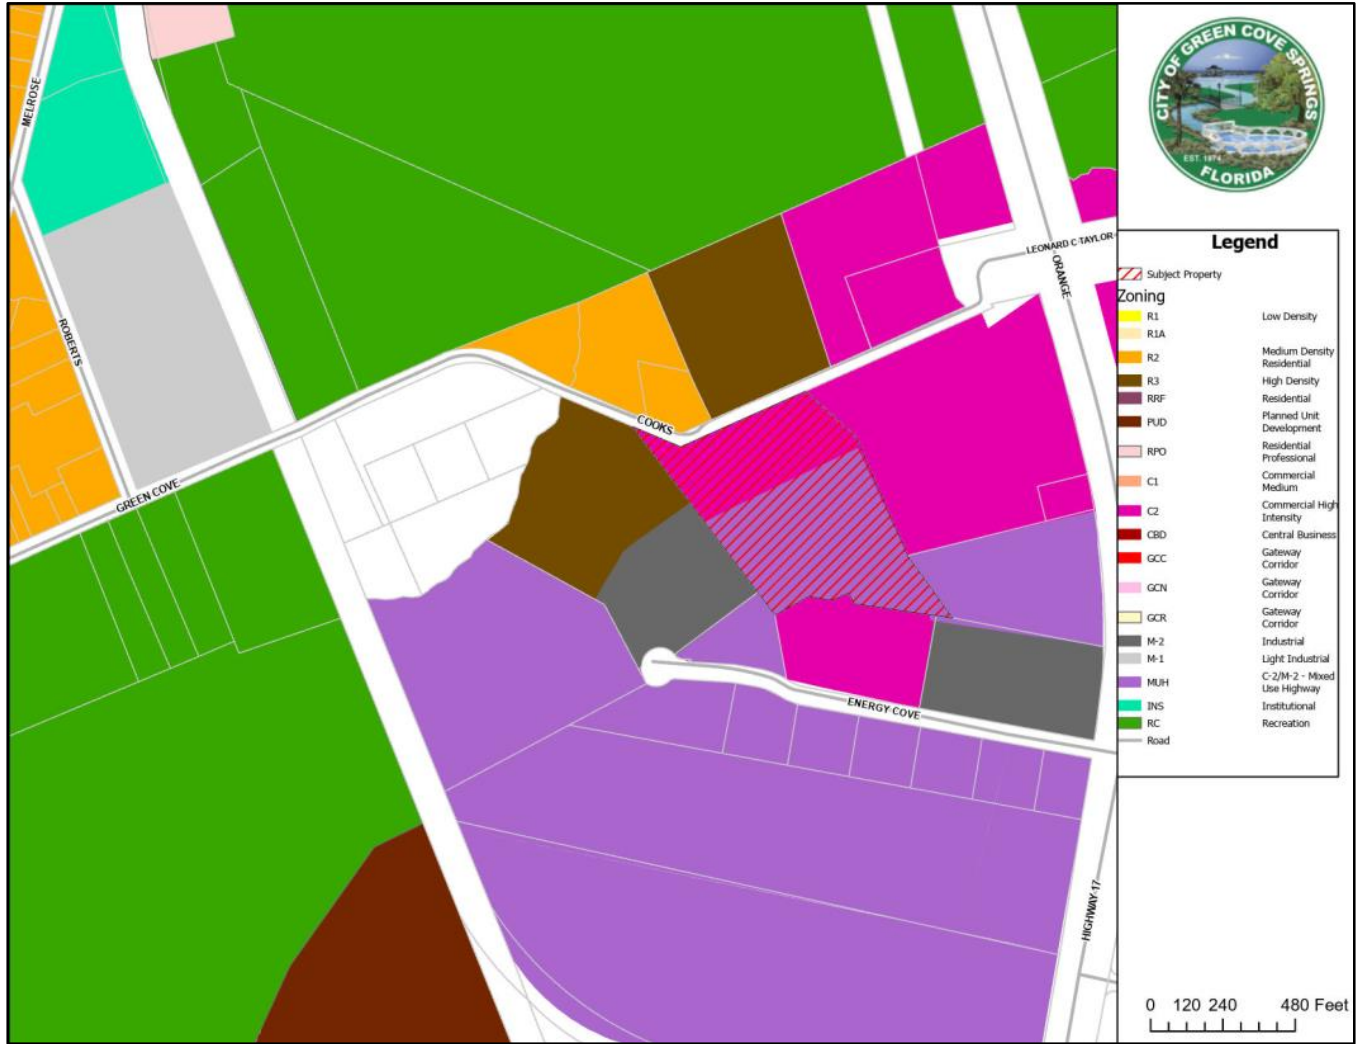 CITY OF GREEN COVE SPRINGS
EST. 1874
FLORIDA
MELROSE
ROBERTS
GREEN COVE
COOKS
LEONARD C TAYLOR
ORANGE
ENERGY COVE
HIGHWAY 17
Legend
Subject Property
Zoning
R1 Low Density
R1A
R2 Medium Density
Residential
R3 High Density
RRF Residential
PUD Planned Unit
Development
RPO Residential
Professional
C1 Commercial
Medium
C2 Commercial High
Intensity
CBD Central Business
GCC Gateway
Corridor
GCN Gateway
Corridor
GCR Gateway
Corridor
M-2 Industrial
M-1 Light Industrial
MUH C-2/M-2 - Mixed
Use Highway
INS Institutional
RC Recreation
Road
0 120 240 480 Feet